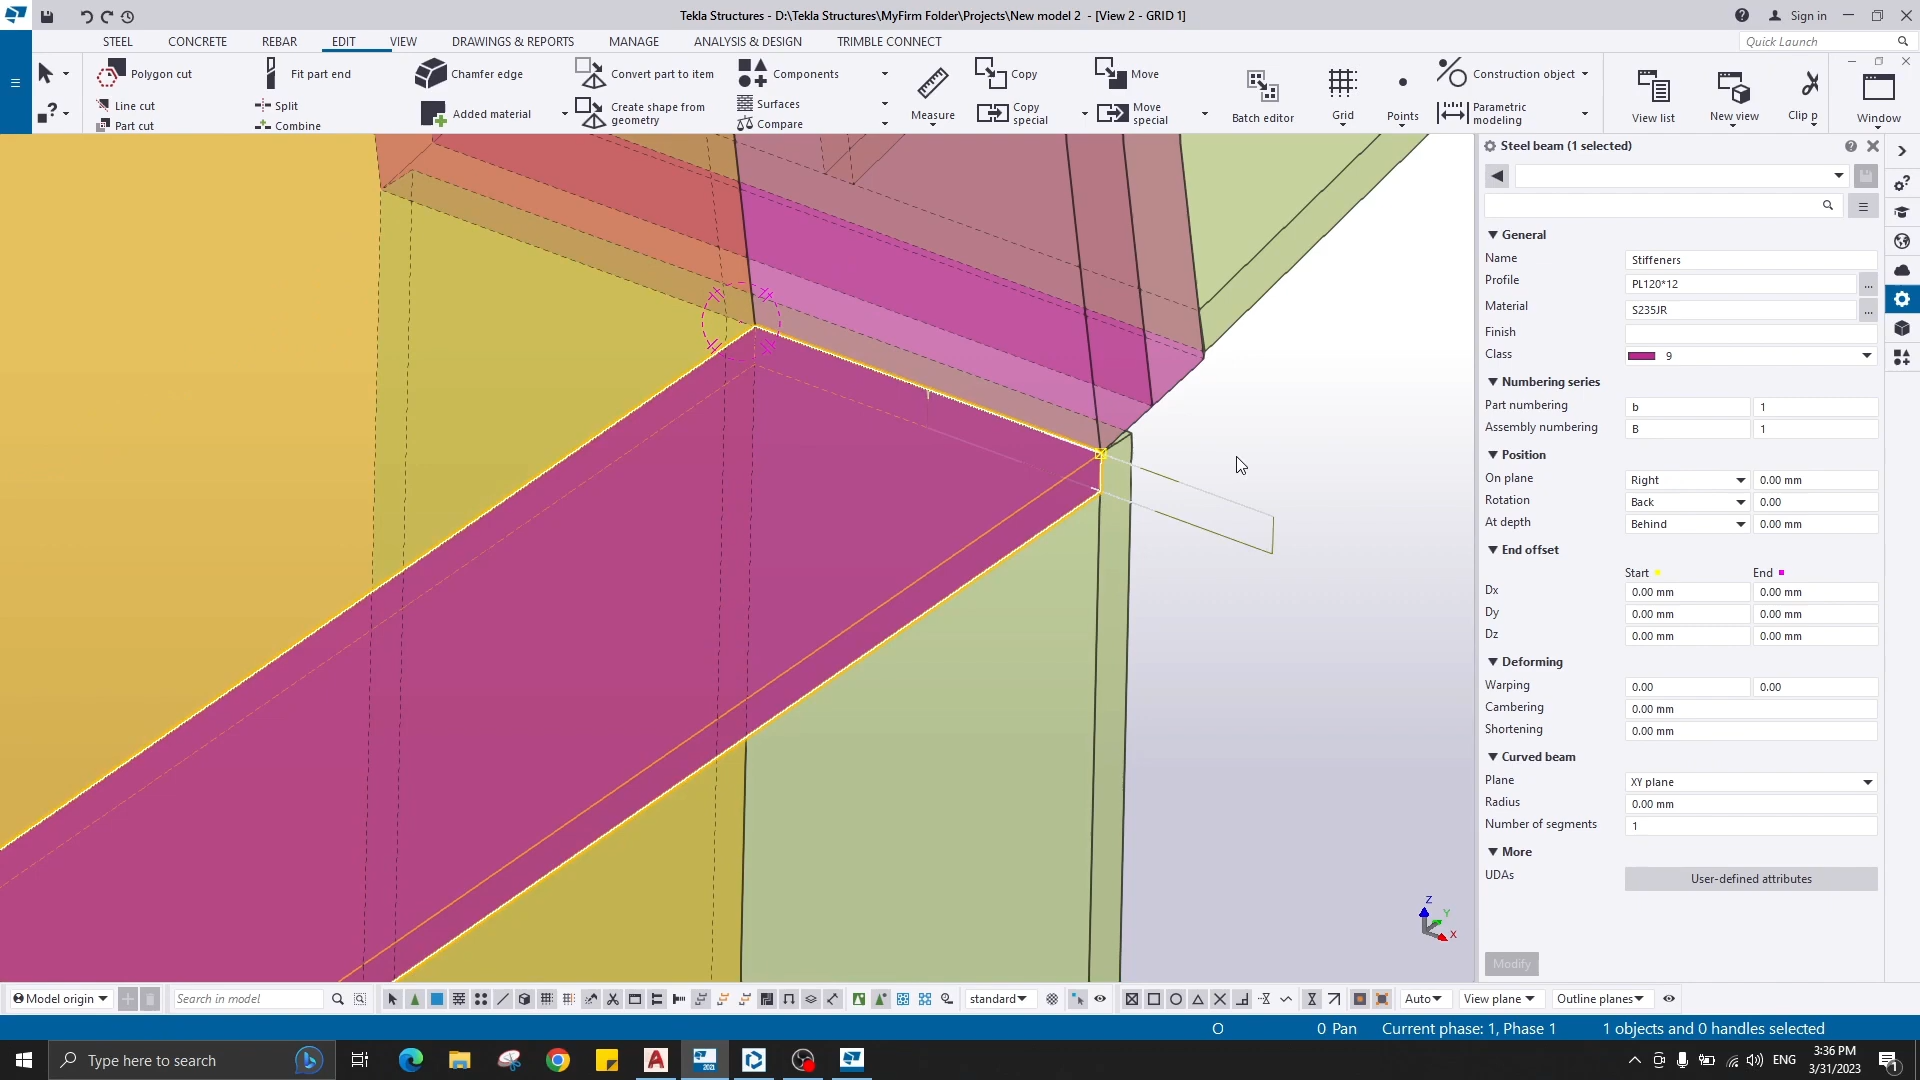 Tekla Structures - D:\Tekla Structures\MyFirm Folder\Projects\New model 2 - [View 2 - GRID 1]
Sign in
STEEL CONCRETE REBAR EDIT VIEW DRAWINGS & REPORTS MANAGE ANALYSIS & DESIGN TRIMBLE CONNECT
Quick Launch
Polygon cut
Line cut
Part cut
Fit part end
Split
Combine
Chamfer edge
Added material
Convert part to item
Create shape from
geometry
Components
Surfaces
Compare
Measure
Copy
Copy
special
Move
Move
special
Batch editor
Grid
Points
Construction object
Parametric
modeling
View list
New view
Clip p
Window
Steel beam (1 selected)
General
Name Stiffeners
Profile PL120*12 ...
Material S235JR ...
Finish
Class 9
Numbering series
Part numbering b 1
Assembly numbering B 1
Position
On plane Right 0.00 mm
Rotation Back 0.00
At depth Behind 0.00 mm
End offset
Start End
Dx 0.00 mm 0.00 mm
Dy 0.00 mm 0.00 mm
Dz 0.00 mm 0.00 mm
Deforming
Warping 0.00 0.00
Cambering 0.00 mm
Shortening 0.00 mm
Curved beam
Plane XY plane
Radius 0.00 mm
Number of segments 1
More
UDAs User-defined attributes
Z
Y
X
Modify
Model origin Search in model standard Auto View plane Outline planes
O 0 Pan Current phase: 1, Phase 1 1 objects and 0 handles selected
Type here to search
2021
ENG
3:36 PM
3/31/2023
1